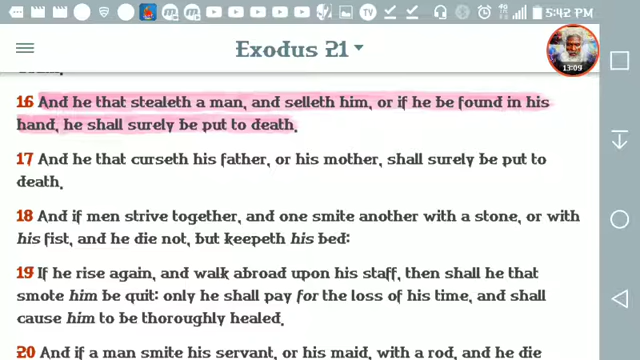 5:42 PM
Exodus 21
13:09
16 And he that stealeth a man, and selleth him, or if he be found in his
hand, he shall surely be put to death.
17 And he that curseth his father, or his mother, shall surely be put to
death.
18 And if men strive together, and one smite another with a stone, or with
his fist, and he die not, but keepeth his bed:
19 If he rise again, and walk abroad upon his staff, then shall he that
smote him be quit: only he shall pay for the loss of his time, and shall
cause him to be thoroughly healed.
20 And if a man smite his servant, or his maid, with a rod, and he die